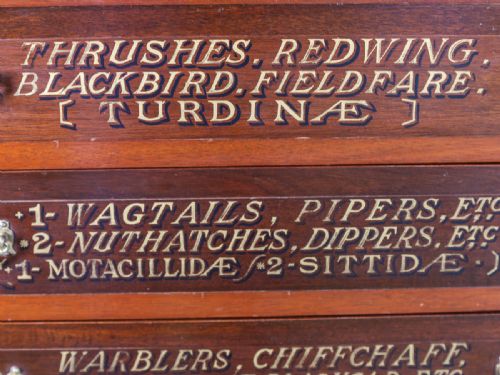 THRUSHES. REDWING.
BLACKBIRD. FIELDFARE.
[ TURDINÆ ]
+1- WAGTAILS, PIPERS, ETC
*2- NUTHATCHES, DIPPERS, ETC
(+1- MOTACILLIDÆ / *2- SITTIDÆ. )
WARBLERS, CHIFFCHAFF,
ETC